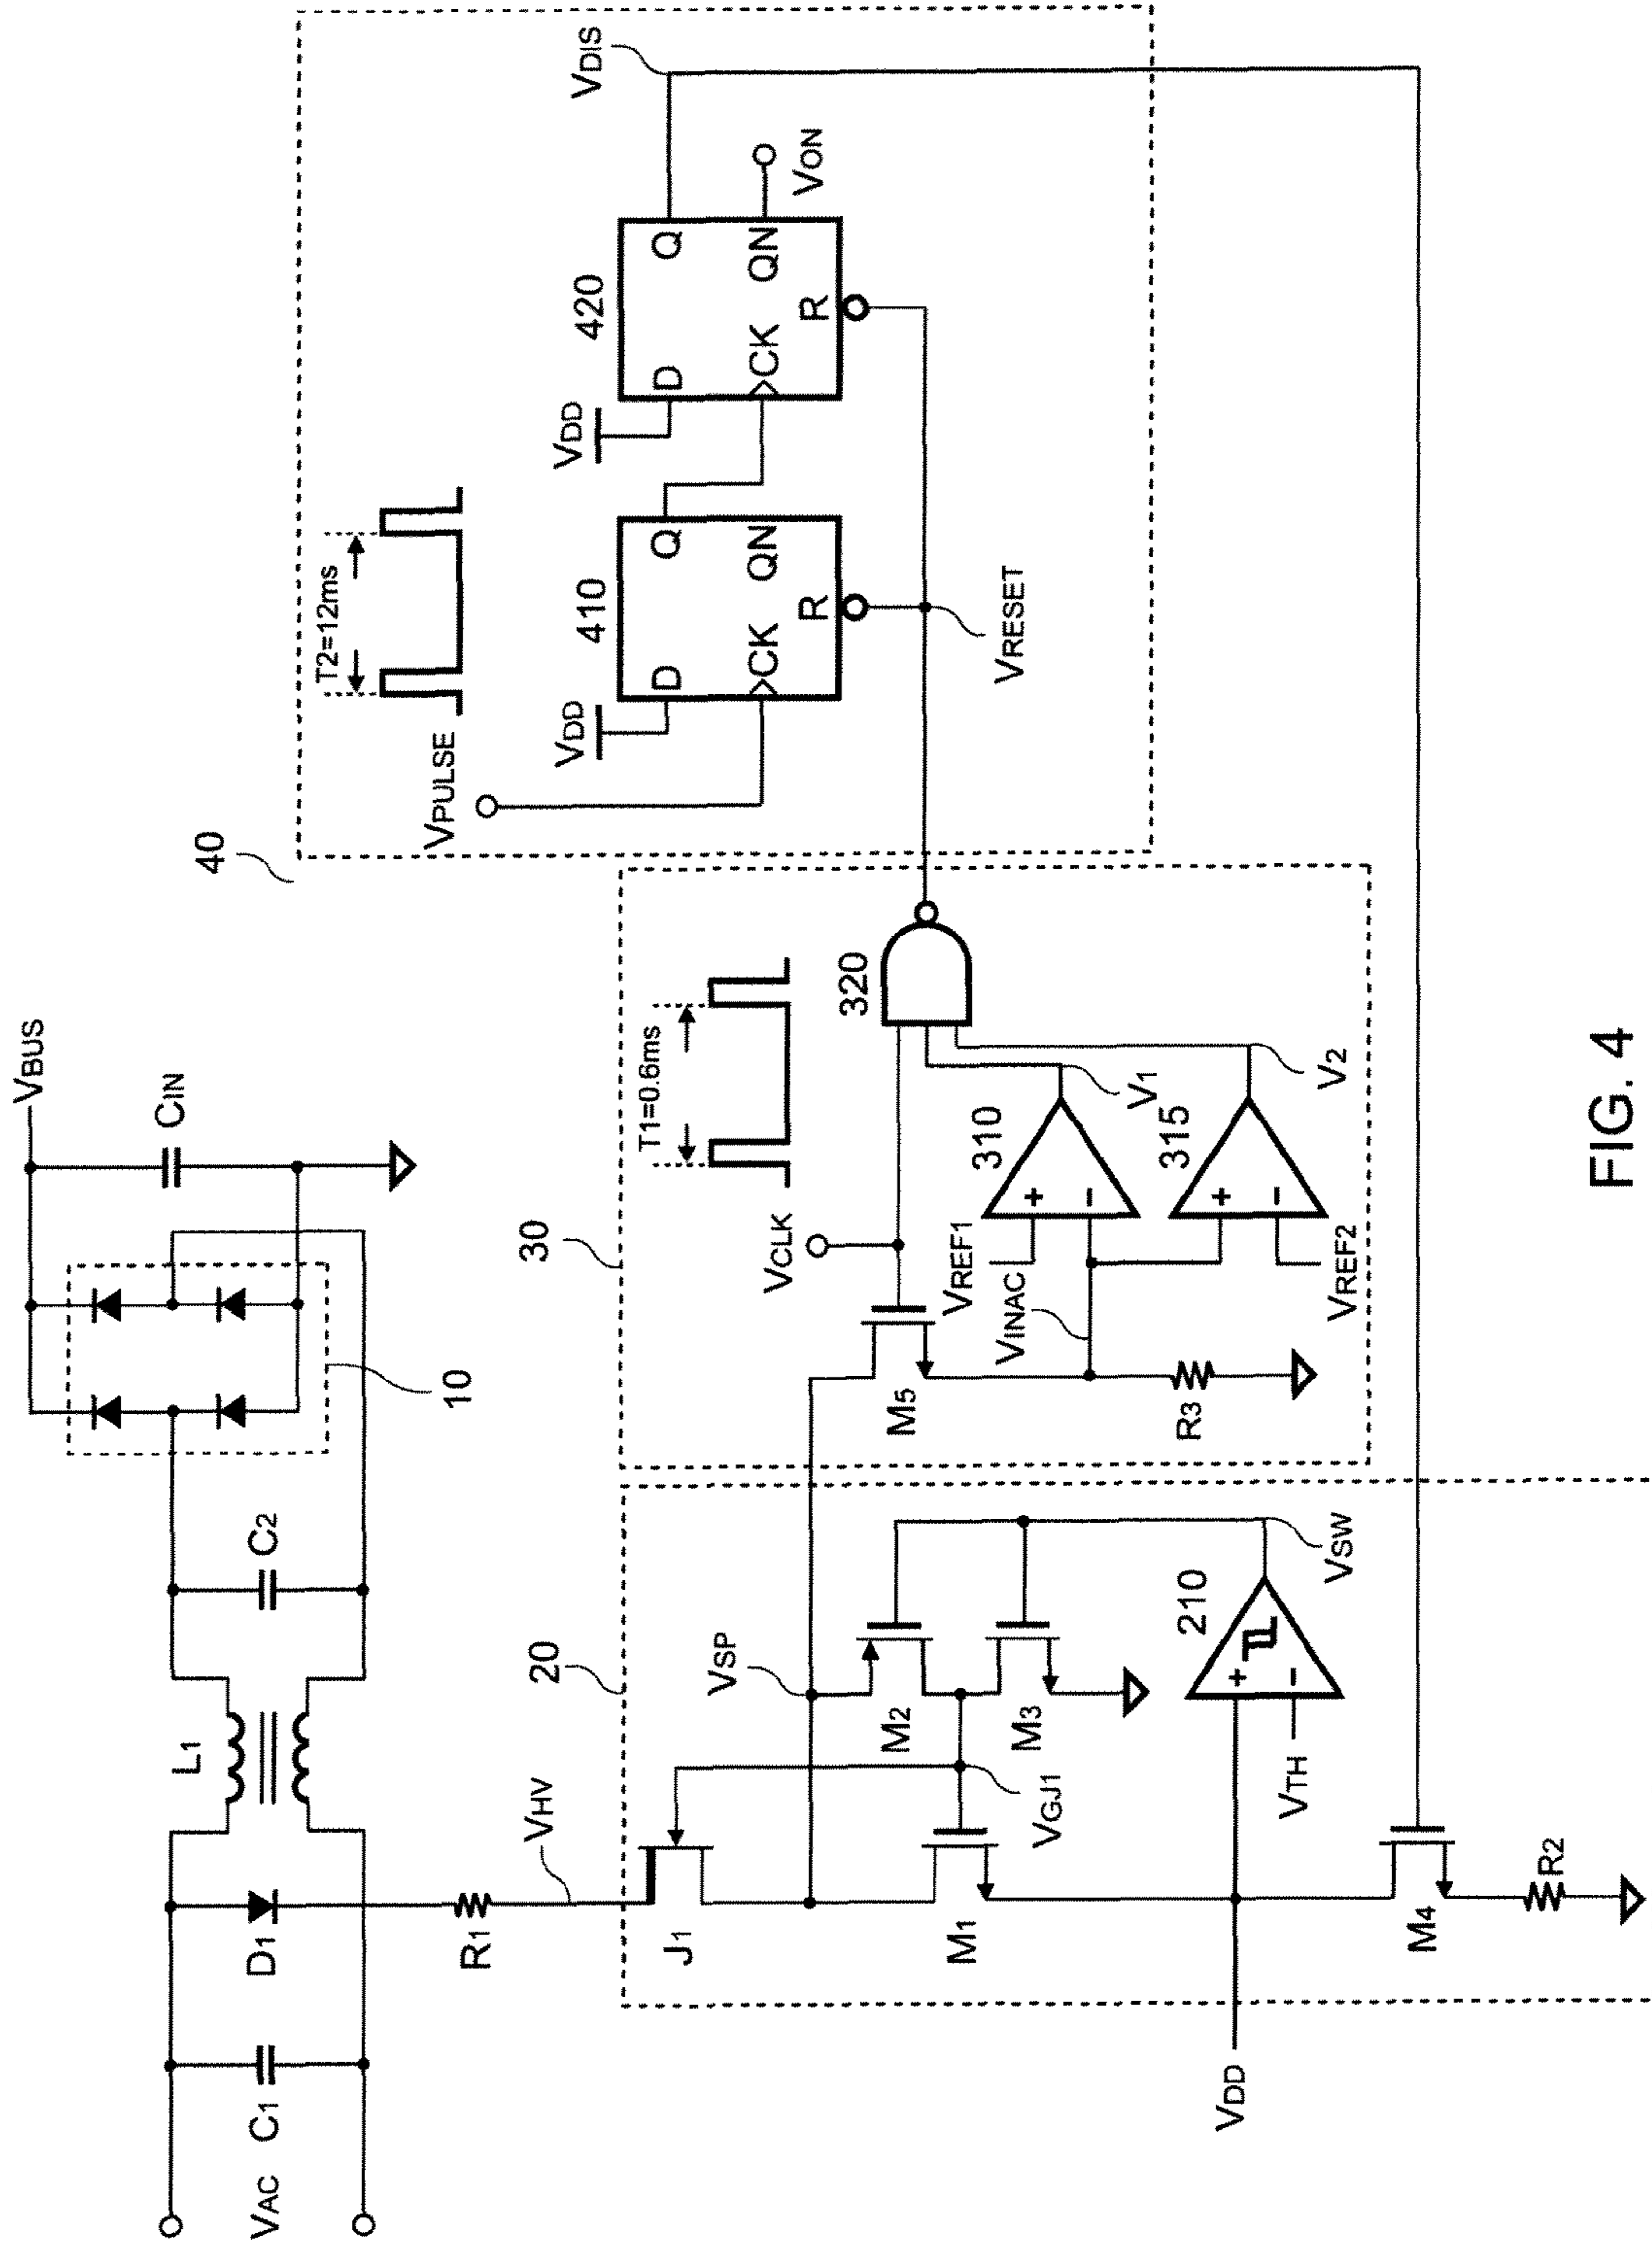 VAC
C1
D1
L1
C2
10
CIN
VBUS
R1
VHV
20
J1
VSP
M2
M3
VGJ1
M1
210
+
−
VTH
VSW
VDD
M4
R2
30
VCLK
T1=0.6ms
M5
VREF1
VINAC
R3
310
+
−
V1
315
+
−
VREF2
V2
320
40
VPULSE
T2=12ms
VDD
410
D
Q
CK
QN
R
VRESET
VDD
420
D
Q
CK
QN
R
VON
VDIS
FIG. 4